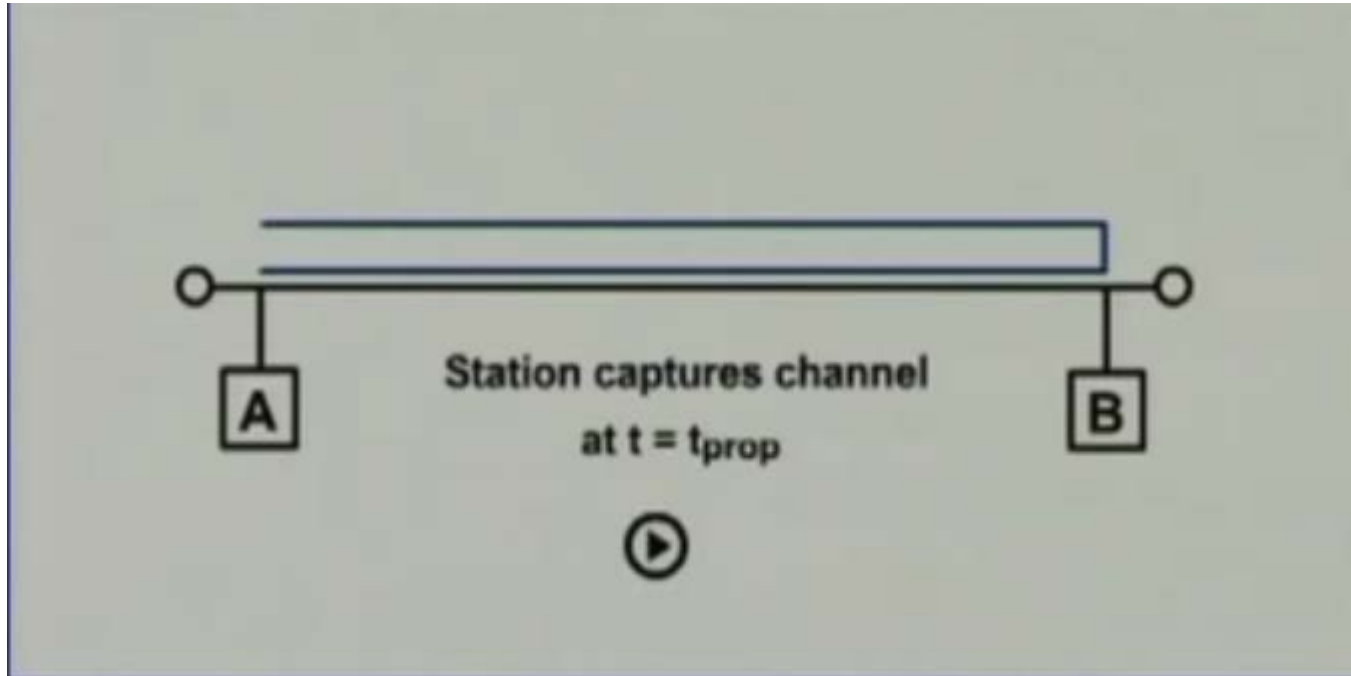 A
B
Station captures channel
at t = tprop